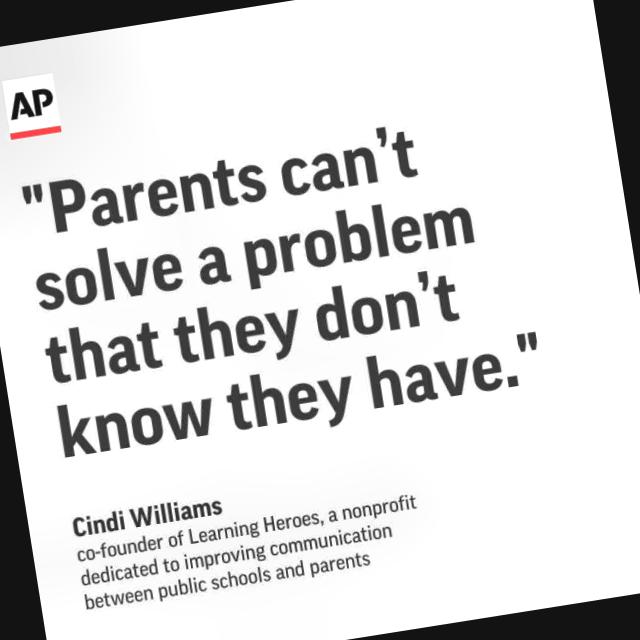 AP
"Parents can't
solve a problem
that they don't
know they have."
Cindi Williams
co-founder of Learning Heroes, a nonprofit
dedicated to improving communication
between public schools and parents